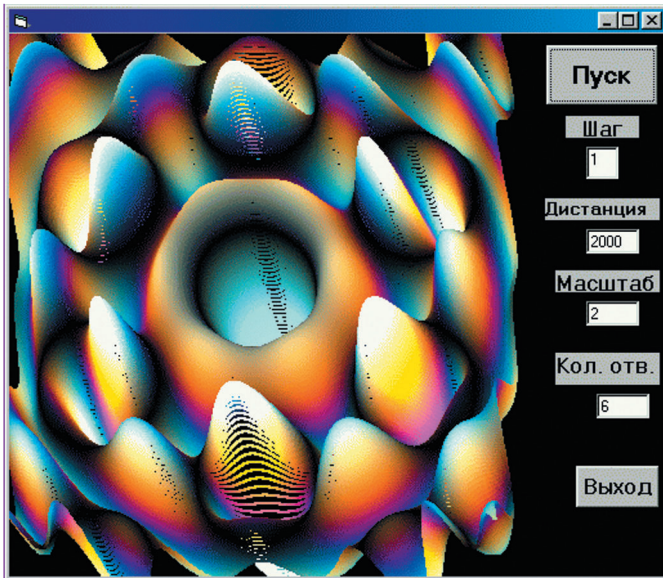 Пуск
Шаг
1
Дистанция
2000
Масштаб
2
Кол. отв.
6
Выход